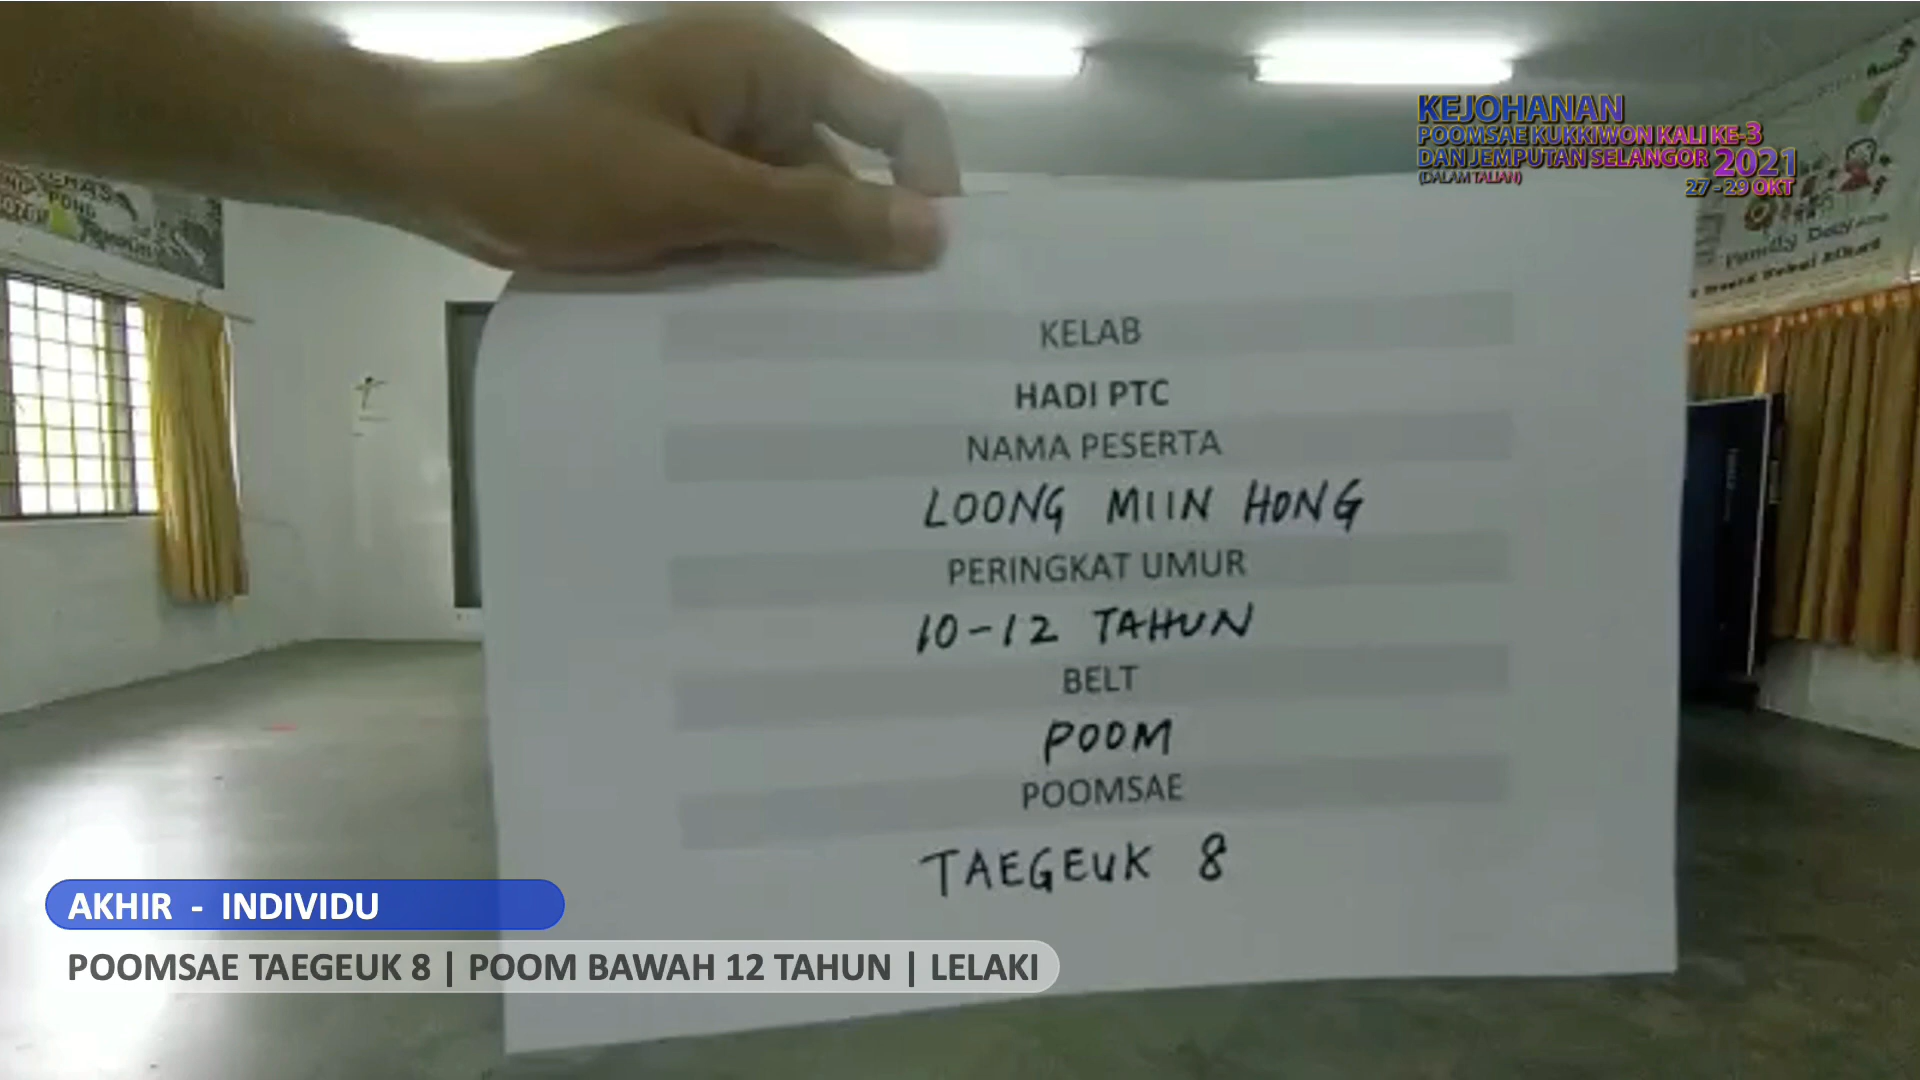 KEJOHANAN
POOMSAE KUKKIWON KALI KE-3
DAN JEMPUTAN SELANGOR 2021
(DALAM TALIAN)
27 - 29 OKT
Family Day
KELAB
HADI PTC
NAMA PESERTA
LOONG MIIN HONG
PERINGKAT UMUR
10-12 TAHUN
BELT
POOM
POOMSAE
TAEGEUK 8
AKHIR - INDIVIDU
POOMSAE TAEGEUK 8 | POOM BAWAH 12 TAHUN | LELAKI